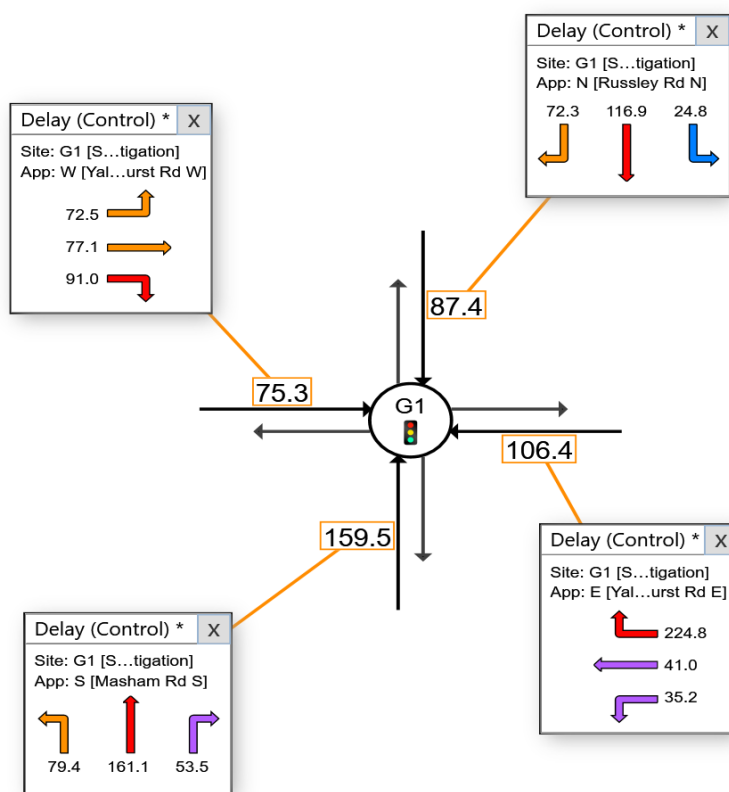 Delay (Control) * X
Site: G1 [S...tigation]
App: N [Russley Rd N]
72.3 116.9 24.8
Delay (Control) * X
Site: G1 [S...tigation]
App: W [Yal...urst Rd W]
72.5
77.1
91.0
87.4
75.3
G1
106.4
159.5
Delay (Control) * X
Site: G1 [S...tigation]
App: E [Yal...urst Rd E]
224.8
41.0
35.2
Delay (Control) * X
Site: G1 [S...tigation]
App: S [Masham Rd S]
79.4 161.1 53.5